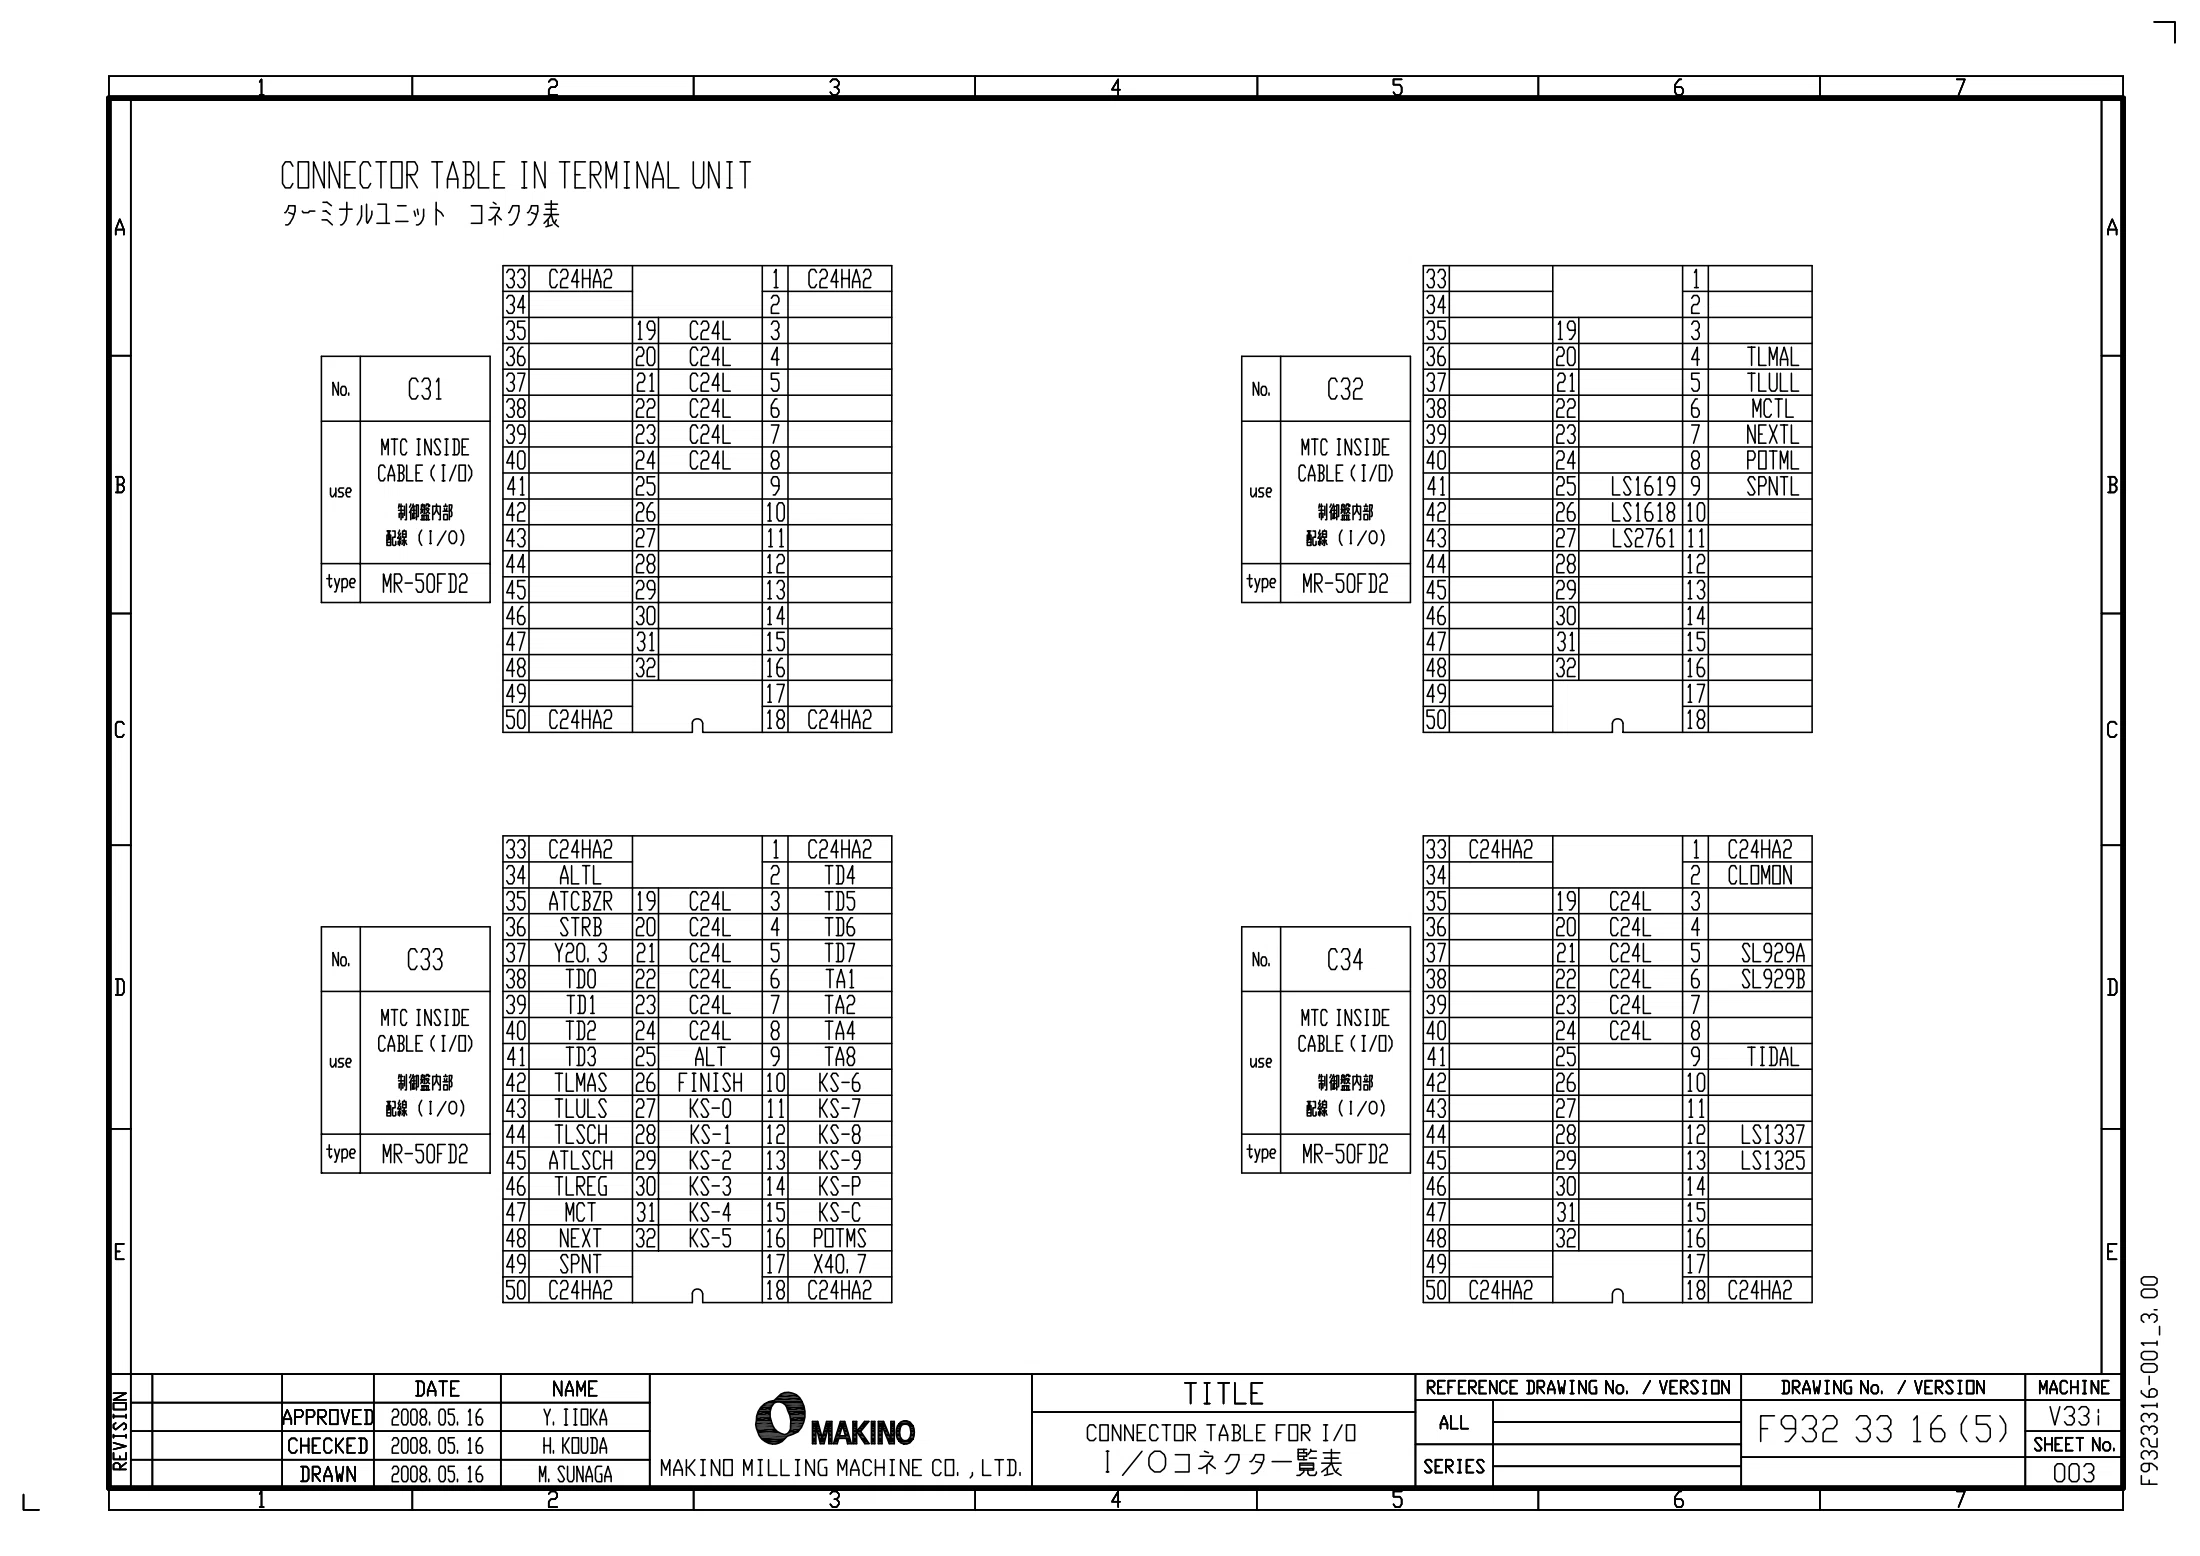 1 2 3 4 5 6 7
CONNECTOR TABLE IN TERMINAL UNIT
ターミナルユニット コネクタ表
A A
B B
C C
D D
E E
No. C31
use MTC INSIDE
CABLE (I/O)
制御盤内部
配線 (I/O)
type MR-50FD2
33 C24HA2 1 C24HA2
34 2
35 19 C24L 3
36 20 C24L 4
37 21 C24L 5
38 22 C24L 6
39 23 C24L 7
40 24 C24L 8
41 25 9
42 26 10
43 27 11
44 28 12
45 29 13
46 30 14
47 31 15
48 32 16
49 17
50 C24HA2 18 C24HA2
No. C32
use MTC INSIDE
CABLE (I/O)
制御盤内部
配線 (I/O)
type MR-50FD2
33 1
34 2
35 19 3
36 20 4 TLMAL
37 21 5 TLULL
38 22 6 MCTL
39 23 7 NEXTL
40 24 8 POTML
41 25 LS1619 9 SPNTL
42 26 LS1618 10
43 27 LS2761 11
44 28 12
45 29 13
46 30 14
47 31 15
48 32 16
49 17
50 18
No. C33
use MTC INSIDE
CABLE (I/O)
制御盤内部
配線 (I/O)
type MR-50FD2
33 C24HA2 1 C24HA2
34 ALTL 2 TD4
35 ATCBZR 19 C24L 3 TD5
36 STRB 20 C24L 4 TD6
37 Y20.3 21 C24L 5 TD7
38 TD0 22 C24L 6 TA1
39 TD1 23 C24L 7 TA2
40 TD2 24 C24L 8 TA4
41 TD3 25 ALT 9 TA8
42 TLMAS 26 FINISH 10 KS-6
43 TLULS 27 KS-0 11 KS-7
44 TLSCH 28 KS-1 12 KS-8
45 ATLSCH 29 KS-2 13 KS-9
46 TLREG 30 KS-3 14 KS-P
47 MCT 31 KS-4 15 KS-C
48 NEXT 32 KS-5 16 POTMS
49 SPNT 17 X40.7
50 C24HA2 18 C24HA2
No. C34
use MTC INSIDE
CABLE (I/O)
制御盤内部
配線 (I/O)
type MR-50FD2
33 C24HA2 1 C24HA2
34 2 CLOMON
35 19 C24L 3
36 20 C24L 4
37 21 C24L 5 SL929A
38 22 C24L 6 SL929B
39 23 C24L 7
40 24 C24L 8
41 25 9 TIDAL
42 26 10
43 27 11
44 28 12 LS1337
45 29 13 LS1325
46 30 14
47 31 15
48 32 16
49 17
50 C24HA2 18 C24HA2
REVISION
DATE NAME
APPROVED 2008.05.16 Y. IIOKA
CHECKED 2008.05.16 H. KOUDA
DRAWN 2008.05.16 M. SUNAGA
MAKINO
MAKINO MILLING MACHINE CO.,LTD.
TITLE
CONNECTOR TABLE FOR I/O
I/Oコネクタ一覧表
REFERENCE DRAWING No. / VERSION
ALL
SERIES
DRAWING No. / VERSION
F932 33 16(5)
MACHINE
V33i
SHEET No.
003
F93233316-001_3.00
1 2 3 4 5 6 7